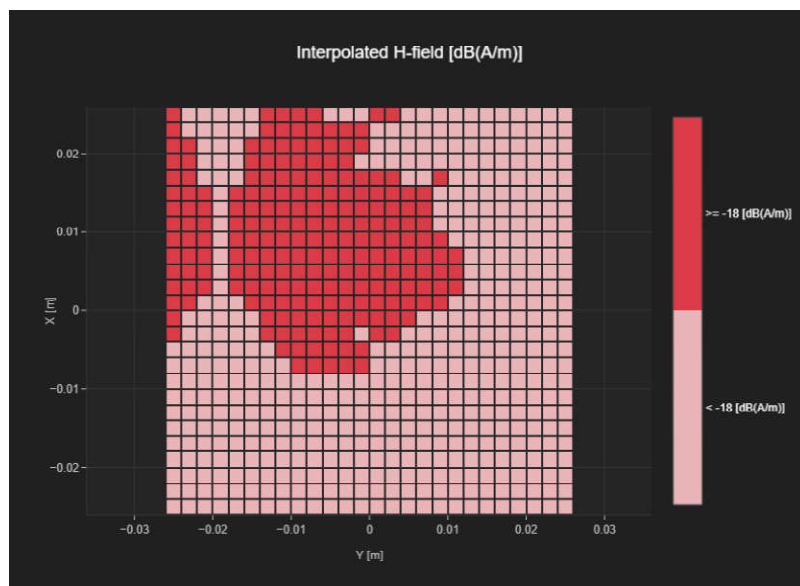 Interpolated H-field [dB(A/m)]
0.02
0.01
0
−0.01
−0.02
X [m]
−0.03
−0.02
−0.01
0
0.01
0.02
0.03
Y [m]
>= -18 [dB(A/m)]
< -18 [dB(A/m)]